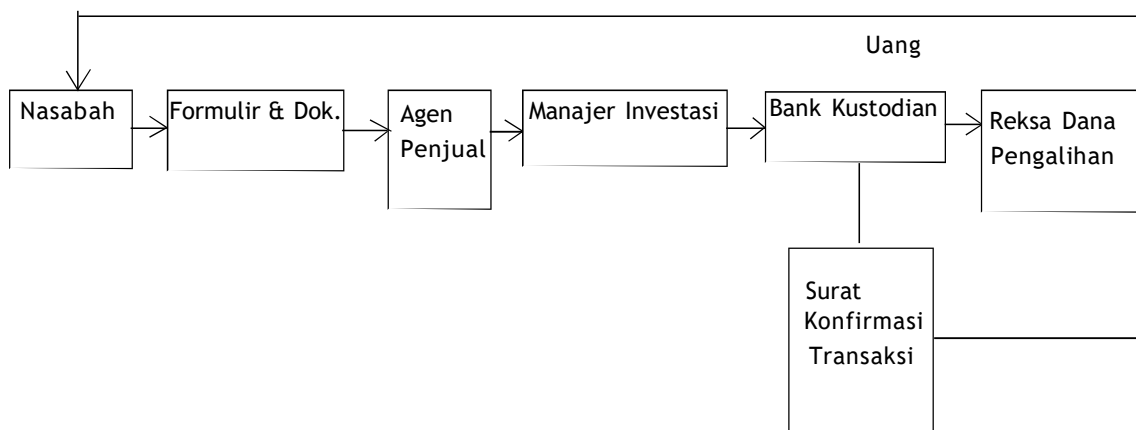 Uang
Nasabah
Formulir & Dok.
Agen
Penjual
Manajer Investasi
Bank Kustodian
Reksa Dana
Pengalihan
Surat
Konfirmasi
Transaksi